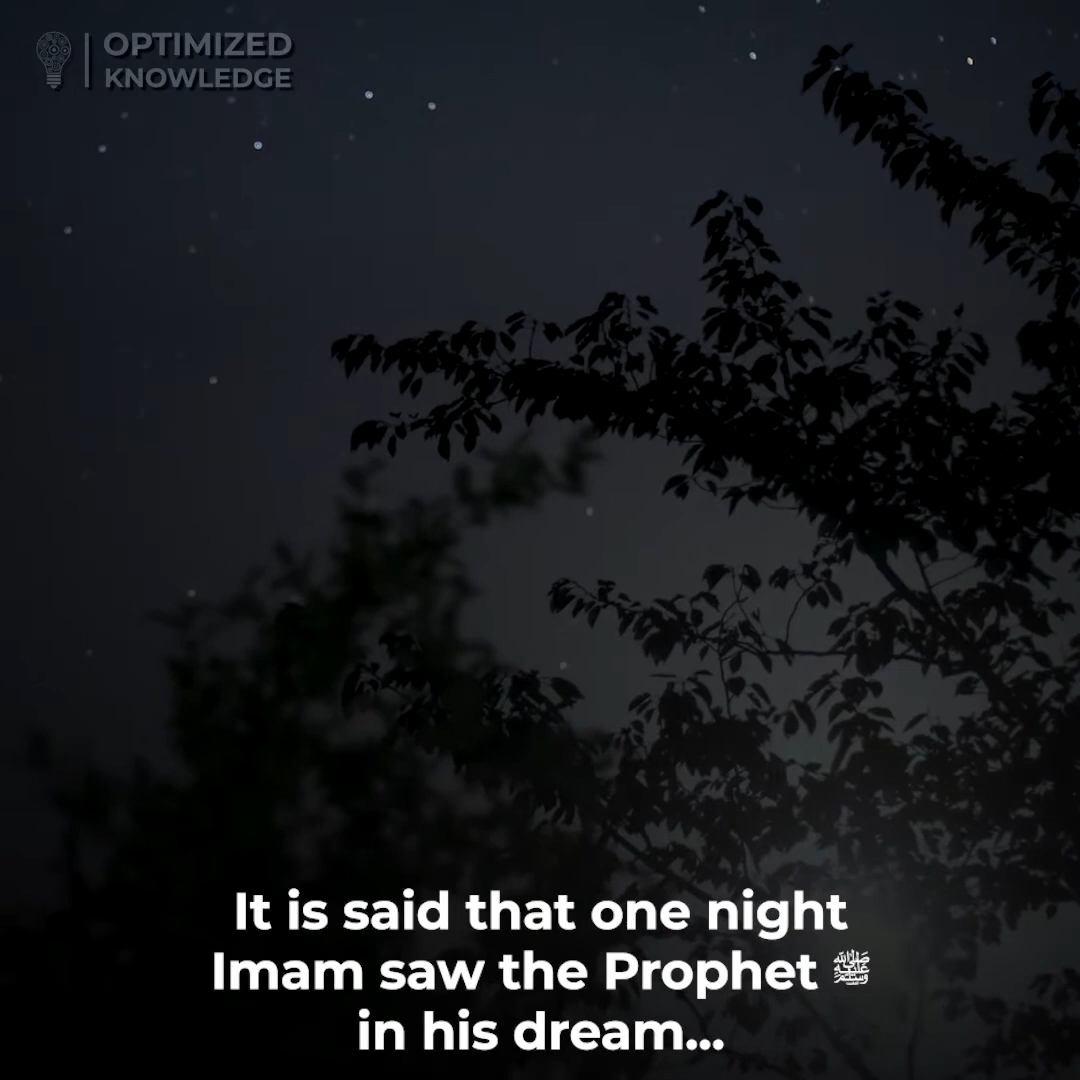 OPTIMIZED
KNOWLEDGE
It is said that one night
Imam saw the Prophet ﷺ
in his dream...